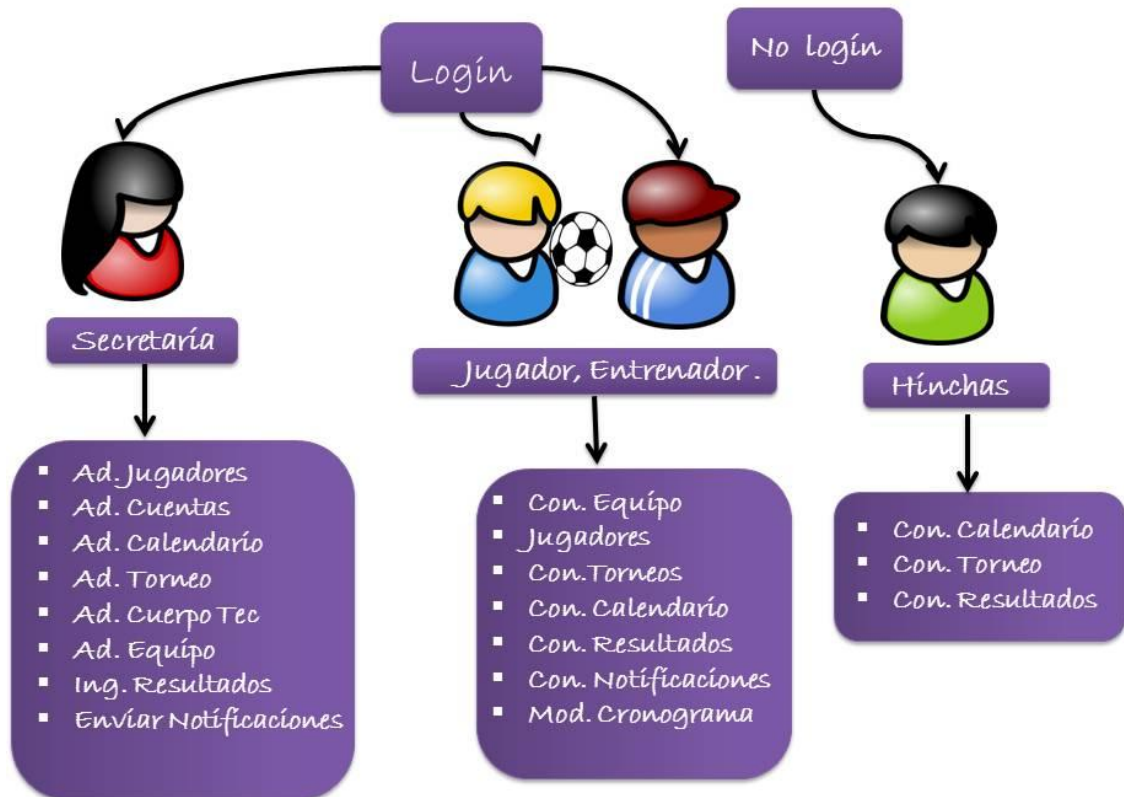 Login
No login
Secretaría
Jugador, Entrenador.
Hinchas
▪ Ad. Jugadores
▪ Ad. Cuentas
▪ Ad. Calendario
▪ Ad. Torneo
▪ Ad. Cuerpo Tec
▪ Ad. Equipo
▪ Ing. Resultados
▪ Enviar Notificaciones
▪ Con. Equipo
▪ Jugadores
▪ Con.Torneos
▪ Con. Calendario
▪ Con. Resultados
▪ Con. Notificaciones
▪ Mod. Cronograma
▪ Con. Calendario
▪ Con. Torneo
▪ Con. Resultados